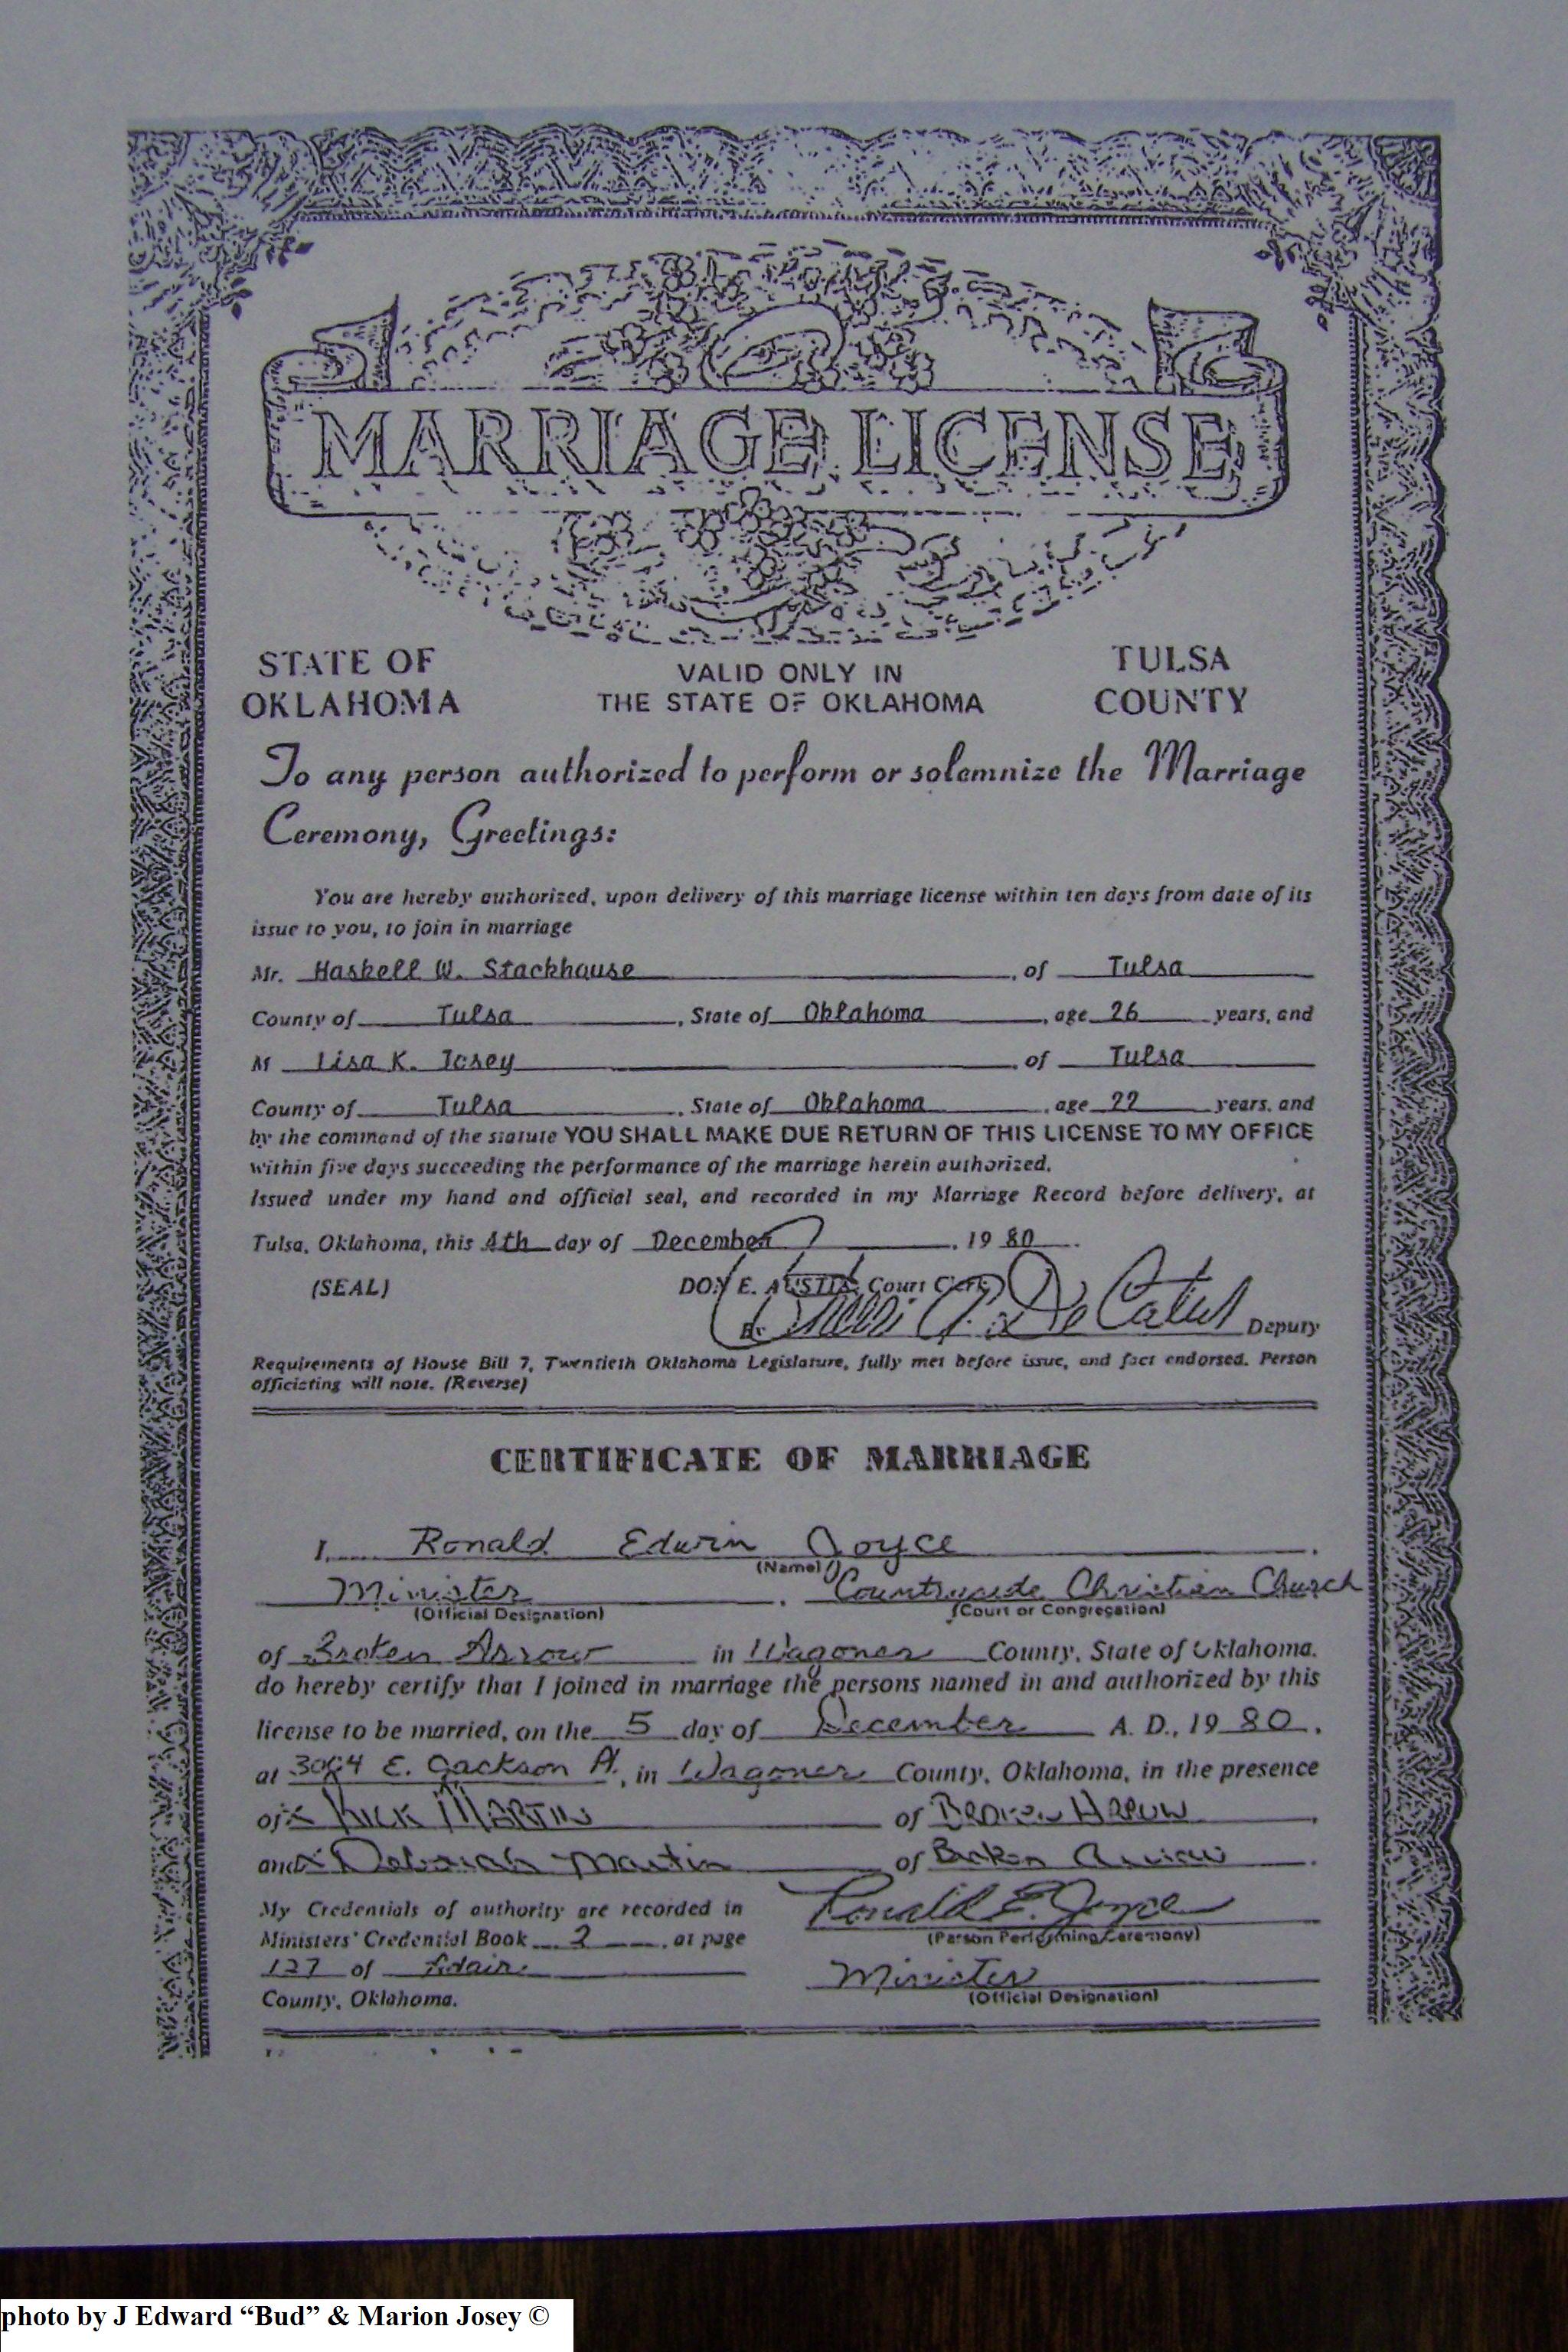 MARRIAGE LICENSE
STATE OF OKLAHOMA
VALID ONLY IN THE STATE OF OKLAHOMA
TULSA COUNTY
To any person authorized to perform or solemnize the Marriage
Ceremony, Greetings:
You are hereby authorized, upon delivery of this marriage license within ten days from date of its
issue to you, to join in marriage
Mr. Haskell W. Stackhouse, of Tulsa
County of Tulsa, State of Oklahoma, age 26 years, and
M Lisa K. Josey, of Tulsa
County of Tulsa, State of Oklahoma, age 22 years, and
by the command of the statute YOU SHALL MAKE DUE RETURN OF THIS LICENSE TO MY OFFICE
within five days succeeding the performance of the marriage herein authorized.
Issued under my hand and official seal, and recorded in my Marriage Record before delivery, at
Tulsa, Oklahoma, this 4th day of December, 1980.
(SEAL) E. AUSTIN, Court Clerk
By De Deputy
Requirements of House Bill 7, Twentieth Oklahoma Legislature, fully met before issue, and fact endorsed. Person
officiating will note. (Reverse)
CERTIFICATE OF MARRIAGE
I, Ronald Edwin Joyce,
(Name)
Minister, Countryside Christian Church
(Official Designation) (Court or Congregation)
of Broken Arrow in Wagoner County, State of Oklahoma,
do hereby certify that I joined in marriage the persons named in and authorized by this
license to be married, on the 5 day of December A. D., 1980,
at E. Jackson Pl., in Wagoner County, Oklahoma, in the presence
of x Rick Martin of Broken Arrow,
and x Deborah Martin of Broken Arrow.
My Credentials of authority are recorded in
Ronald E. Joyce
Ministers' Credential Book 2, at page
(Person Performing Ceremony)
127 of Adair
Minister
County, Oklahoma.
(Official Designation)
photo by J Edward “Bud” & Marion Josey ©